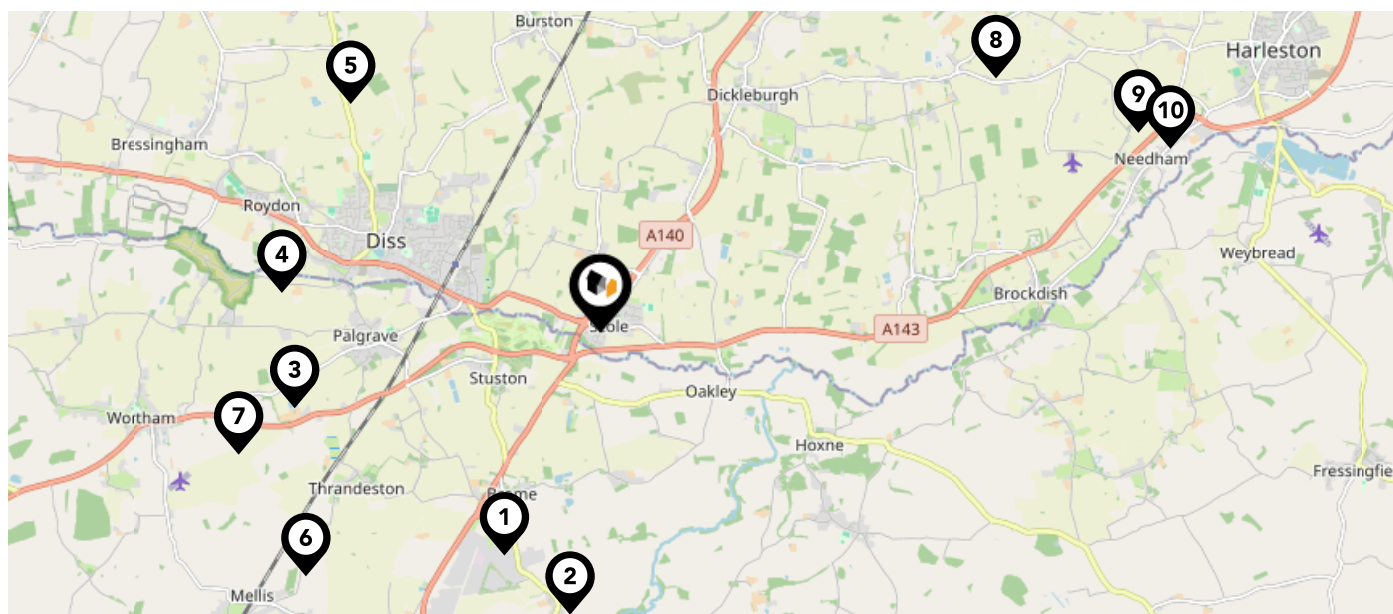 Burston
8
Harleston
5
Dickleburgh
9
10
Bressingham
Needham
Roydon
A140
Diss
4
Weybread
Brockdish
Scole
A143
Palgrave
3
Stuston
Oakley
7
Wortham
Hoxne
Fressingfie
Thrandeston
Brome
1
6
2
Mellis